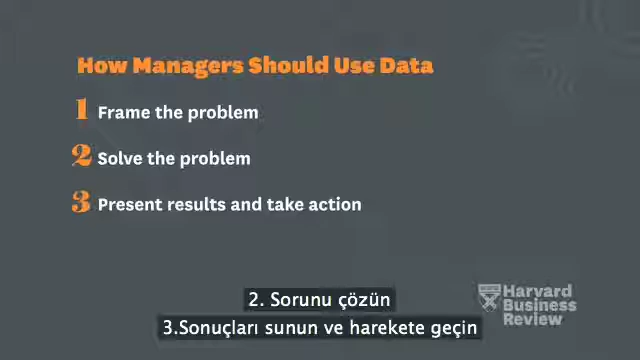 How Managers Should Use Data
1 Frame the problem
2 Solve the problem
3 Present results and take action
Harvard
Business
Review
2. Sorunu çözün
3.Sonuçları sunun ve harekete geçin